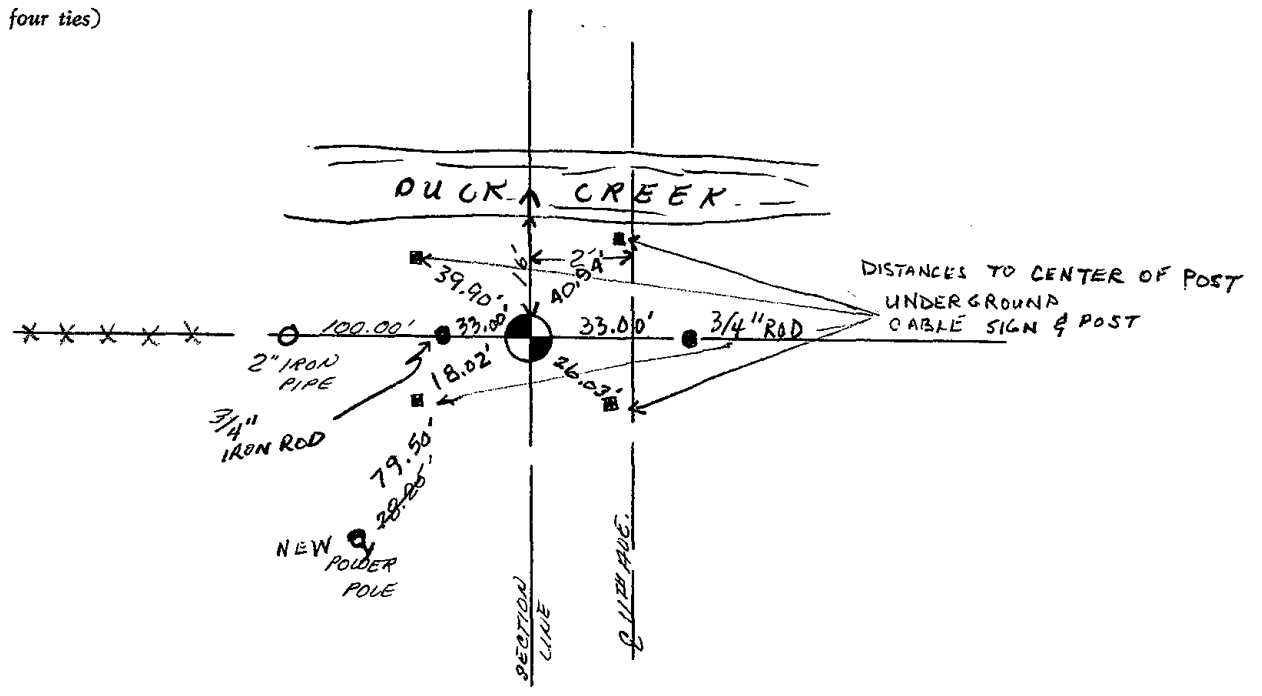 four ties)
DUCK CREEK
16'
2'
39.90'
40.94'
DISTANCES TO CENTER OF POST
UNDERGROUND
CABLE SIGN & POST
100.00'
33.00'
33.00'
3/4" ROD
2" IRON
PIPE
18.02'
26.03'
3/4"
IRON ROD
79.50'
NEW POWER
POLE
SECTION
LINE
℄ 11TH AVE.